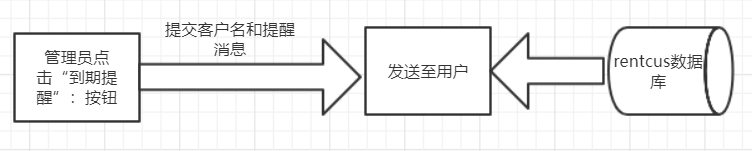 管理员点
击“到期提
醒”：按钮
提交客户名和提醒
消息
发送至用户
rentcus数据
库